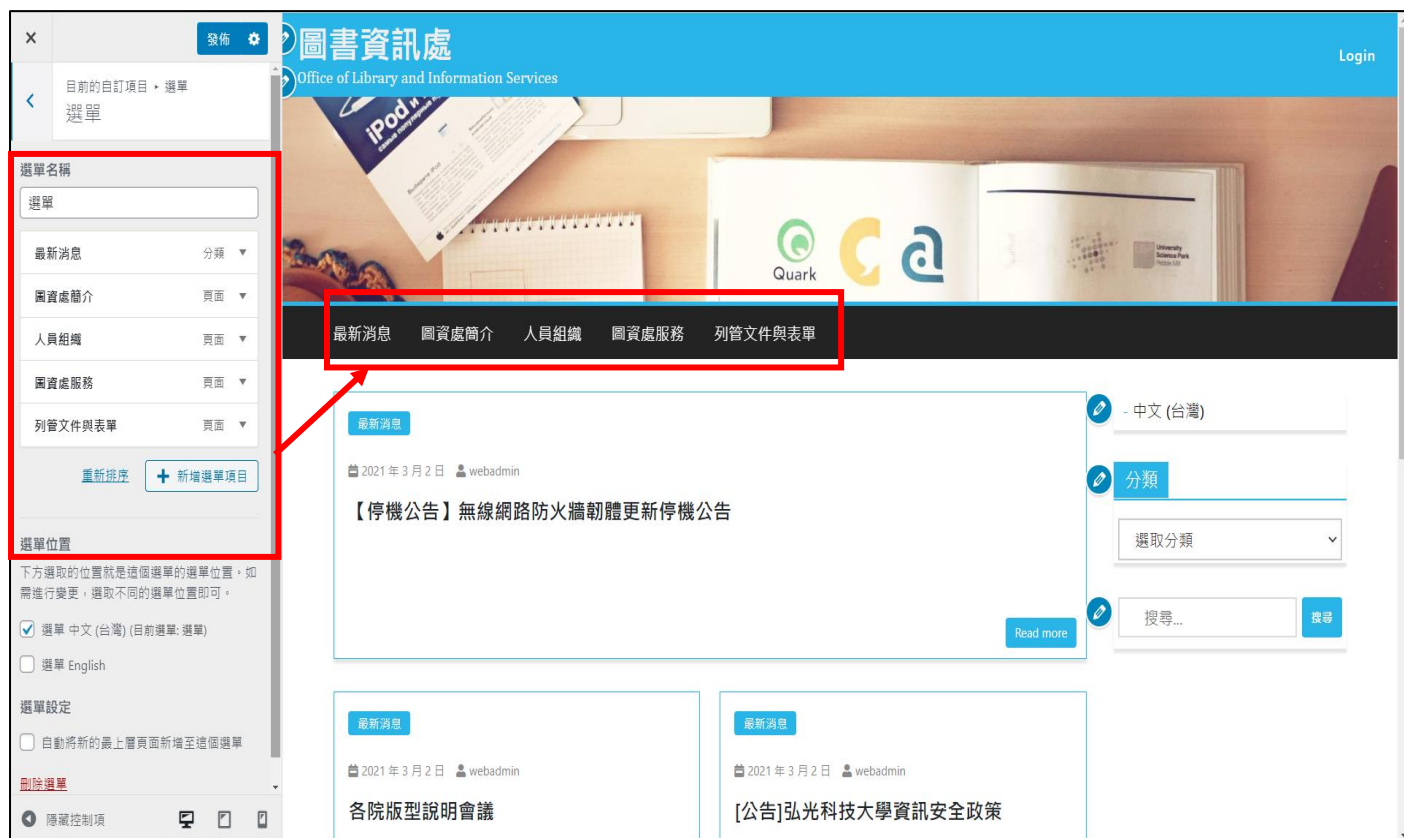 發佈
目前的自訂項目 ▸ 選單
選單
選單名稱
選單
最新消息 分類
圖資處簡介 頁面
人員組織 頁面
圖資處服務 頁面
列管文件與表單 頁面
重新排序
新增選單項目
選單位置
下方選取的位置就是這個選單的選單位置。如
需進行變更，選取不同的選單位置即可。
選單 中文 (台灣) (目前選單: 選單)
選單 English
選單設定
自動將新的最上層頁面新增至這個選單
刪除選單
隱藏控制項
圖書資訊處
Office of Library and Information Services
Login
iPod
Quark
University
Science Park
最新消息 圖資處簡介 人員組織 圖資處服務 列管文件與表單
最新消息
2021 年 3 月 2 日 webadmin
【停機公告】無線網路防火牆韌體更新停機公告
Read more
- 中文 (台灣)
分類
選取分類
搜尋...
搜尋
最新消息
2021 年 3 月 2 日 webadmin
各院版型說明會議
最新消息
2021 年 3 月 2 日 webadmin
[公告]弘光科技大學資訊安全政策